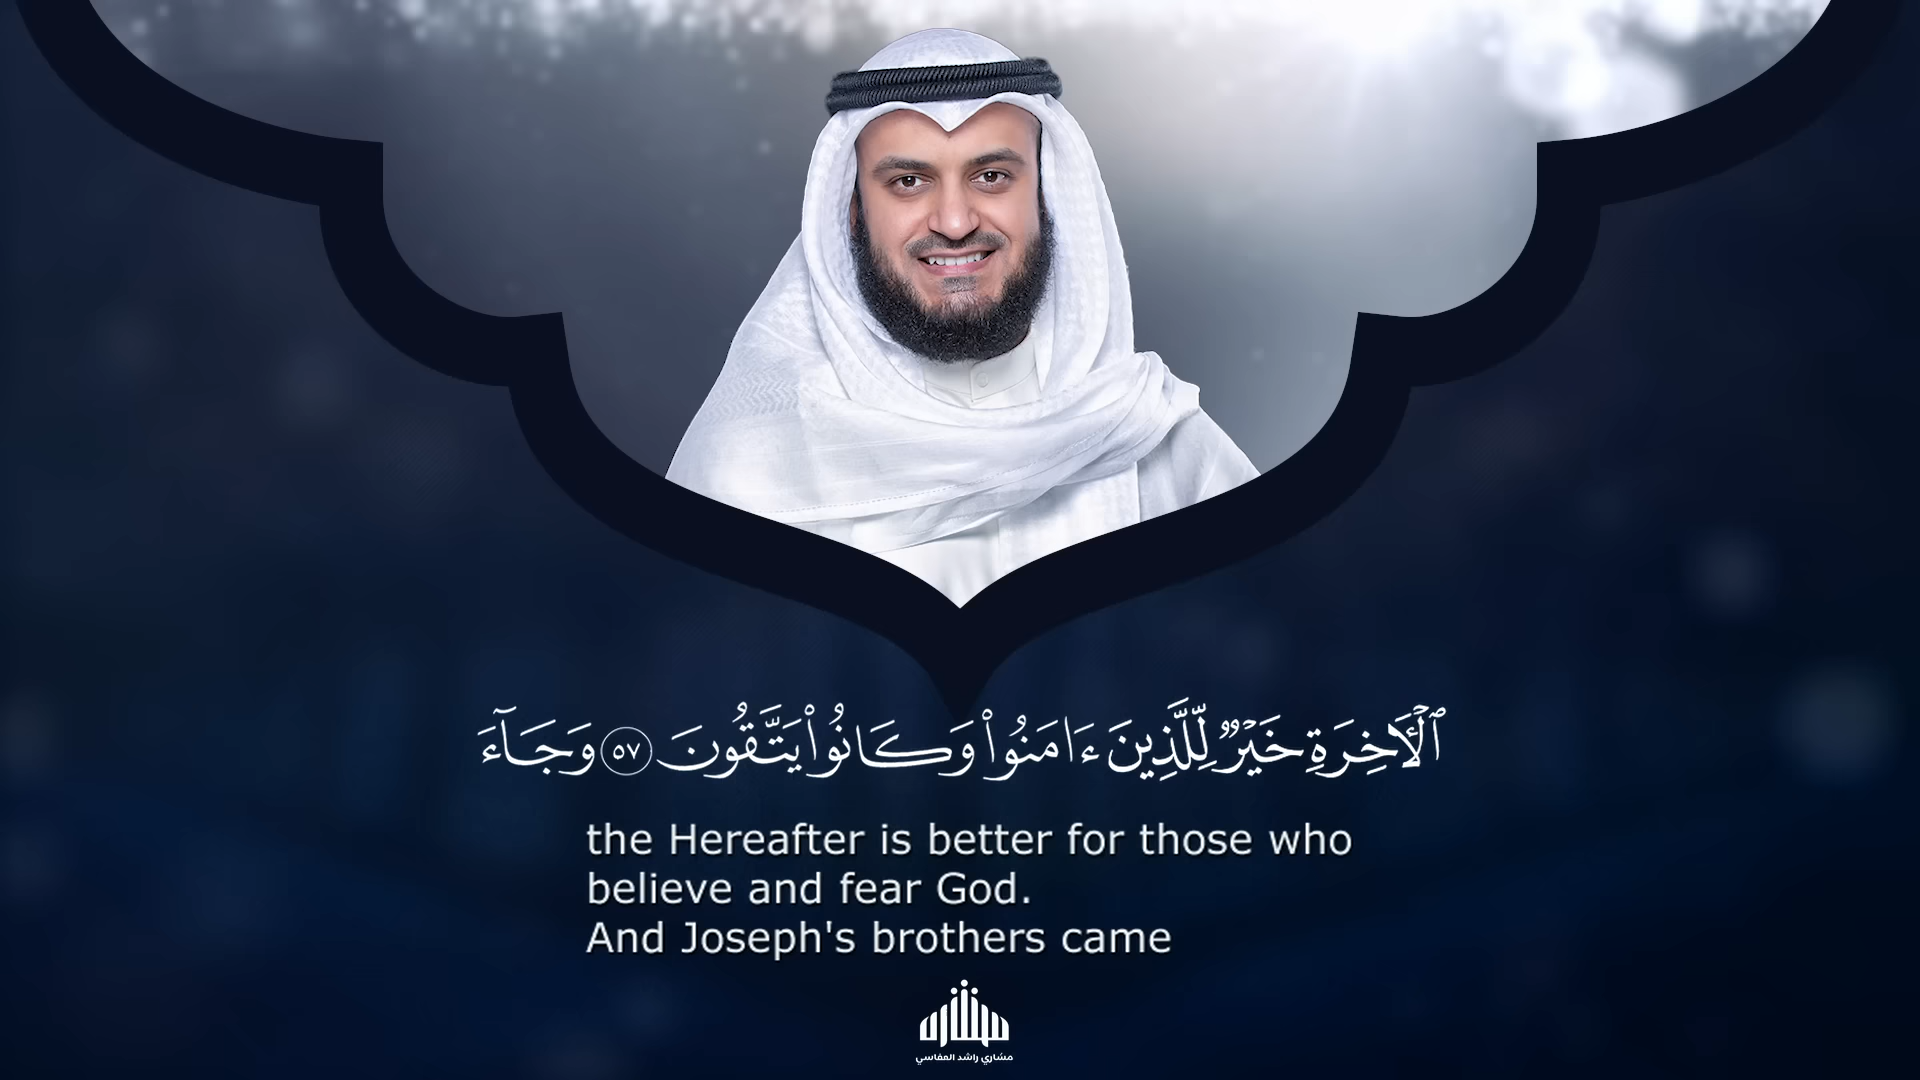 ٱلْأَخِرَةِ خَيْرٌ لِّلَّذِينَ ءَامَنُوا۟ وَكَانُوا۟ يَتَّقُونَ ٥٧ وَجَآءَ
the Hereafter is better for those who
believe and fear God.
And Joseph's brothers came
مشاري راشد العفاسي